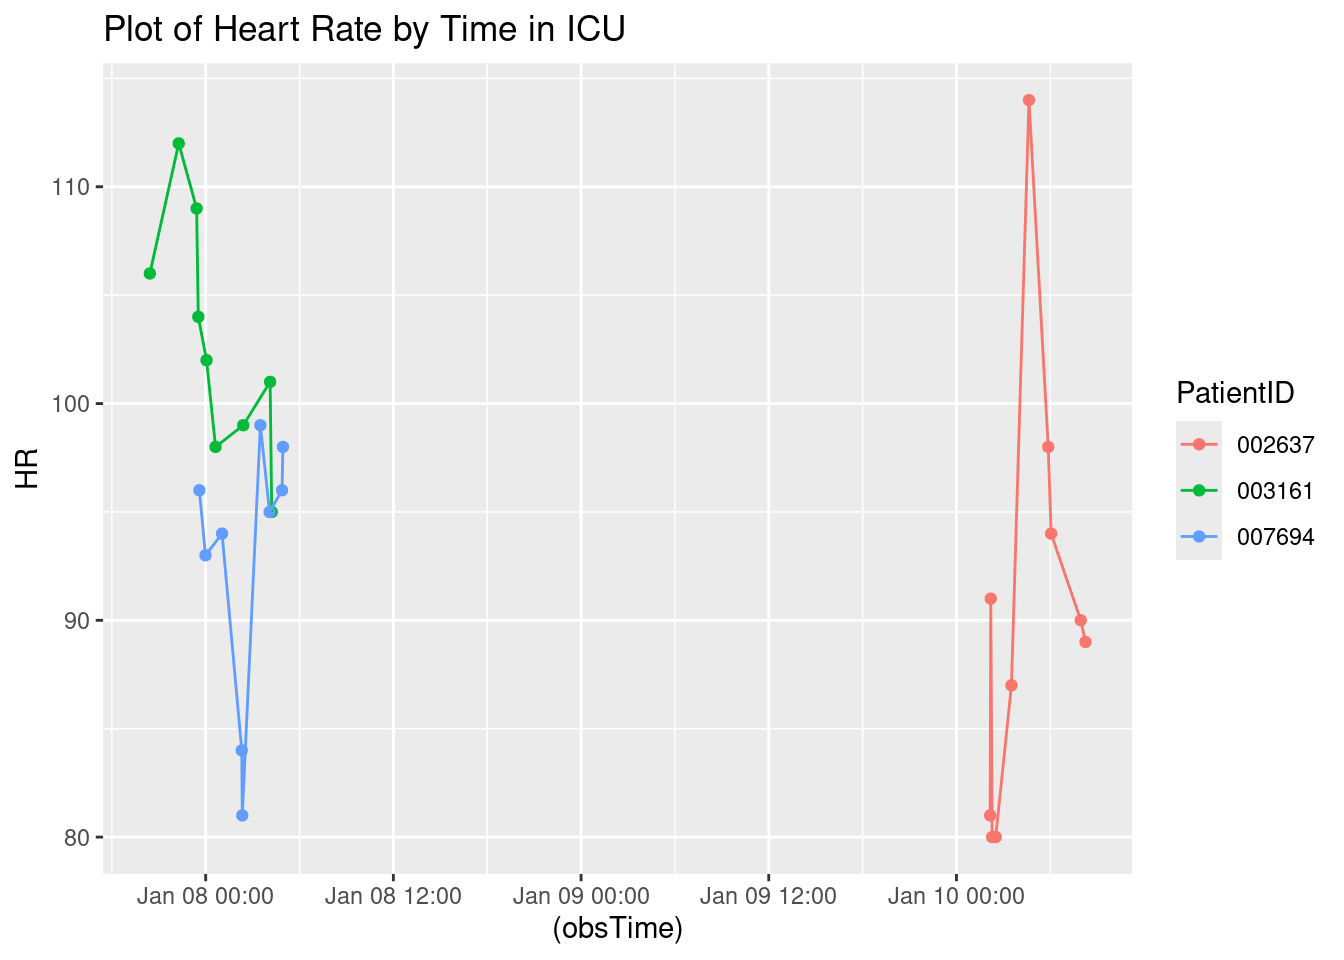 Plot of Heart Rate by Time in ICU
HR
110
100
90
80
Jan 08 00:00 Jan 08 12:00 Jan 09 00:00 Jan 09 12:00 Jan 10 00:00
(obsTime)
PatientID
002637
003161
007694